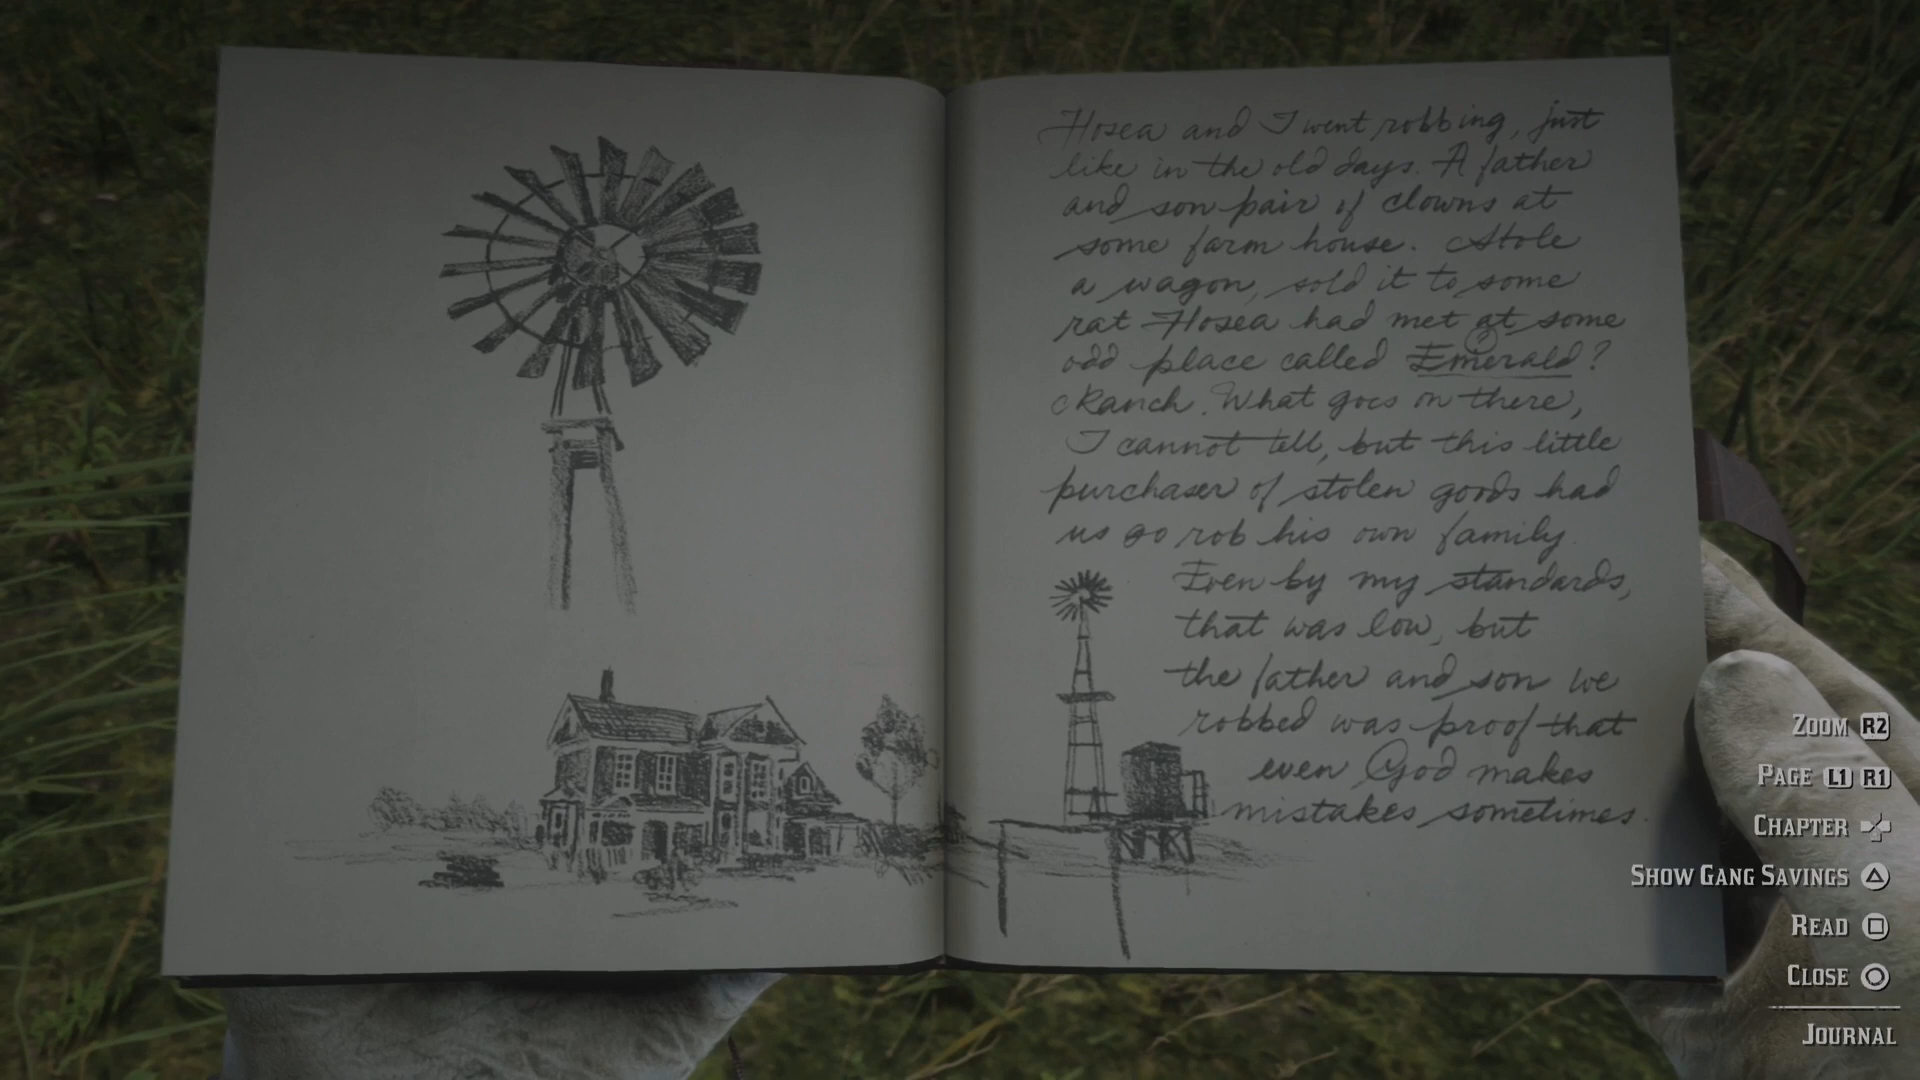 Hosea and I went robbing, just
like in the old days. A father
and son pair of clowns at
some farm house. Stole
a wagon, sold it to some
rat Hosea had met at some
odd place called Emerald?
Ranch. What goes on there,
I cannot tell, but this little
purchaser of stolen goods had
us go rob his own family.
Even by my standards,
that was low, but
the father and son we
robbed was proof that
even God makes
mistakes sometimes.
ZOOM R2
PAGE L1 R1
CHAPTER
SHOW GANG SAVINGS
READ
CLOSE
JOURNAL